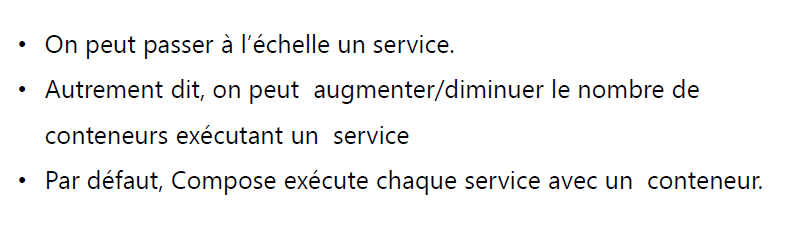 • On peut passer à l’échelle un service.
• Autrement dit, on peut  augmenter/diminuer le nombre de
conteneurs exécutant un  service
• Par défaut, Compose exécute chaque service avec un  conteneur.